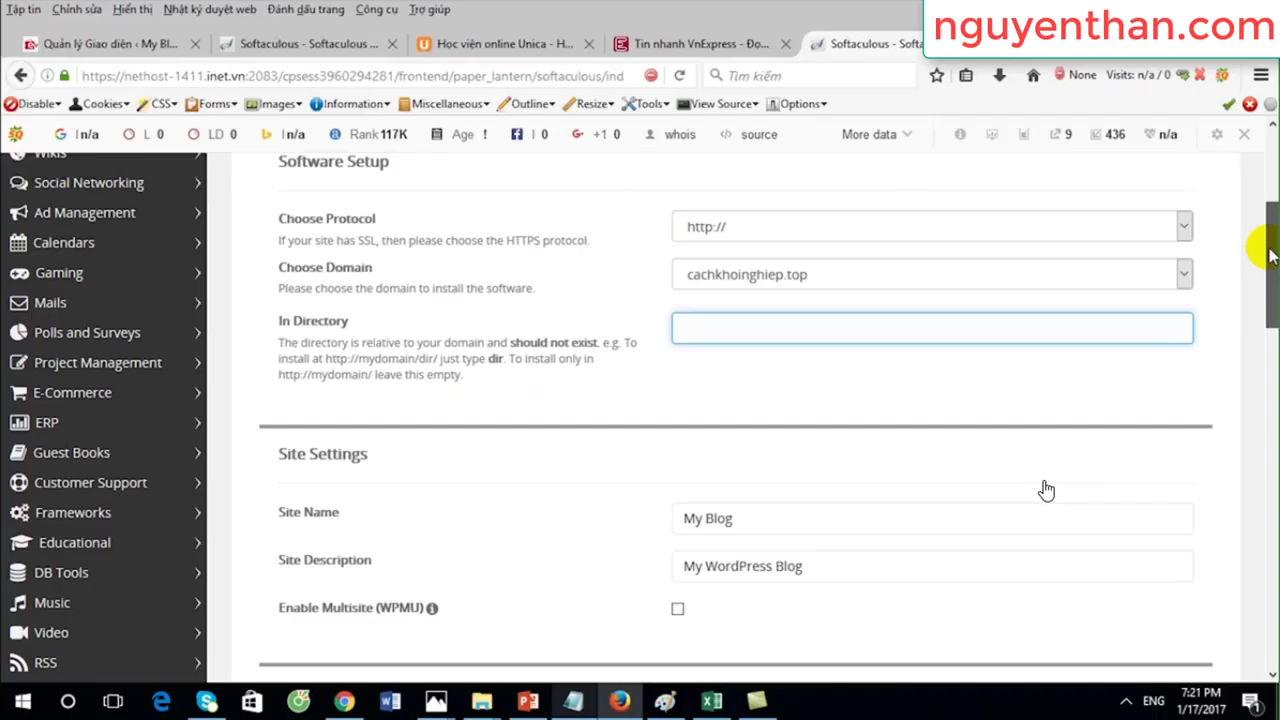 Tập tin Chỉnh sửa Hiển thị Nhật ký duyệt web Đánh dấu trang Công cụ Trợ giúp
nguyenthan.com
Quản lý Giao diện ‹ My Bl... Softaculous - Softaculous ... Học viện online Unica - H... Tin nhanh VnExpress - Đọ... Softaculous - Softa
https://nethost-1411.inet.vn:2083/cpsess3960294281/frontend/paper_lantern/softaculous/ind Tìm kiếm None Visits: n/a / 0
Disable Cookies CSS Forms Images Information Miscellaneous Outline Resize Tools View Source Options
I n/a L 0 LD 0 I n/a Rank 117K Age ! I 0 +1 0 whois source More data 9 436 n/a
Wikis
Social Networking
Ad Management
Calendars
Gaming
Mails
Polls and Surveys
Project Management
E-Commerce
ERP
Guest Books
Customer Support
Frameworks
Educational
DB Tools
Music
Video
RSS
Software Setup
Choose Protocol
http://
If your site has SSL, then please choose the HTTPS protocol.
Choose Domain
cachkhoinghiep.top
Please choose the domain to install the software.
In Directory
The directory is relative to your domain and should not exist. e.g. To
install at http://mydomain/dir/ just type dir. To install only in
http://mydomain/ leave this empty.
Site Settings
Site Name
My Blog
Site Description
My WordPress Blog
Enable Multisite (WPMU)
ENG
7:21 PM
1/17/2017